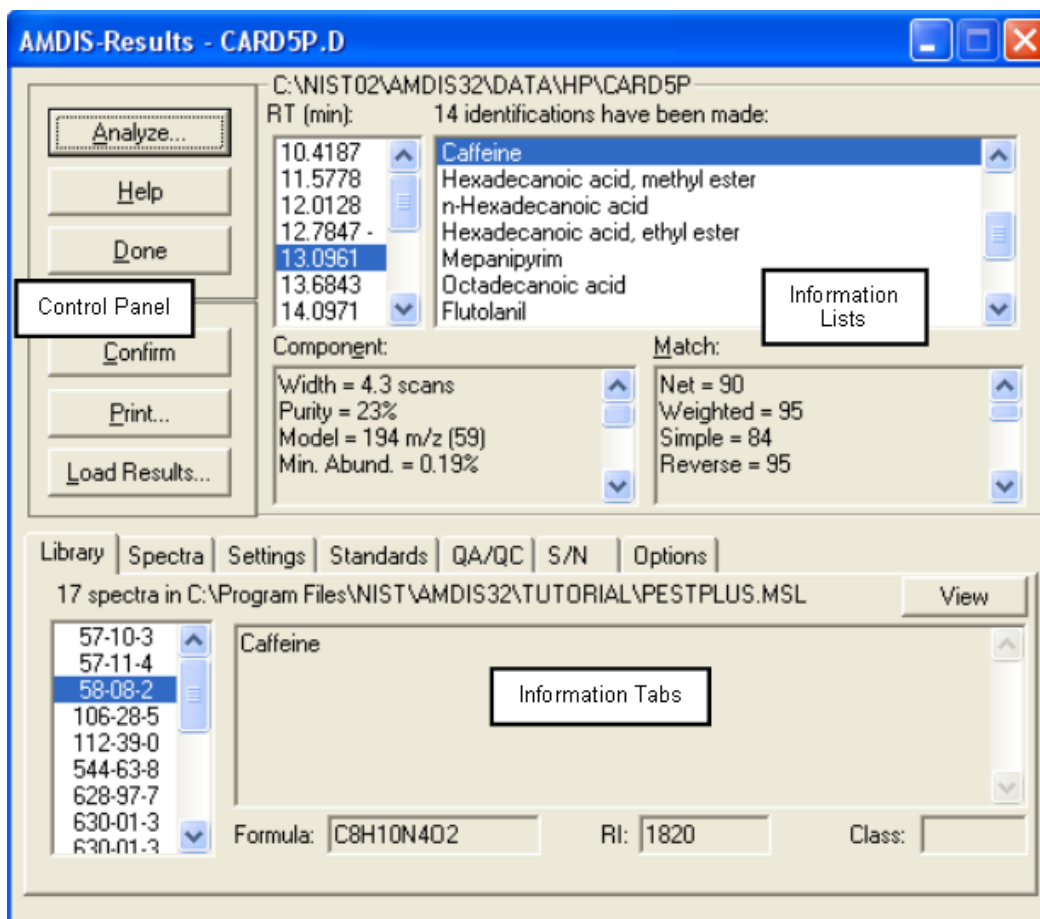 AMDIS-Results - CARD5P.D
C:\NIST02\AMDIS32\DATA\HP\CARD5P
Analyze...
Help
Done
Control Panel
Confirm
Print...
Load Results...
RT (min):
10.4187
11.5778
12.0128
12.7847 -
13.0961
13.6843
14.0971
14 identifications have been made:
Caffeine
Hexadecanoic acid, methyl ester
n-Hexadecanoic acid
Hexadecanoic acid, ethyl ester
Mepanipyrim
Octadecanoic acid
Flutolanil
Information
Lists
Component:
Width = 4.3 scans
Purity = 23%
Model = 194 m/z (59)
Min. Abund. = 0.19%
Match:
Net = 90
Weighted = 95
Simple = 84
Reverse = 95
Library Spectra Settings Standards QA/QC S/N Options
17 spectra in C:\Program Files\NIST\AMDIS32\TUTORIAL\PESTPLUS.MSL
View
57-10-3
57-11-4
58-08-2
106-28-5
112-39-0
544-63-8
628-97-7
630-01-3
630-01-3
Caffeine
Information Tabs
Formula: C8H10N4O2 RI: 1820 Class: